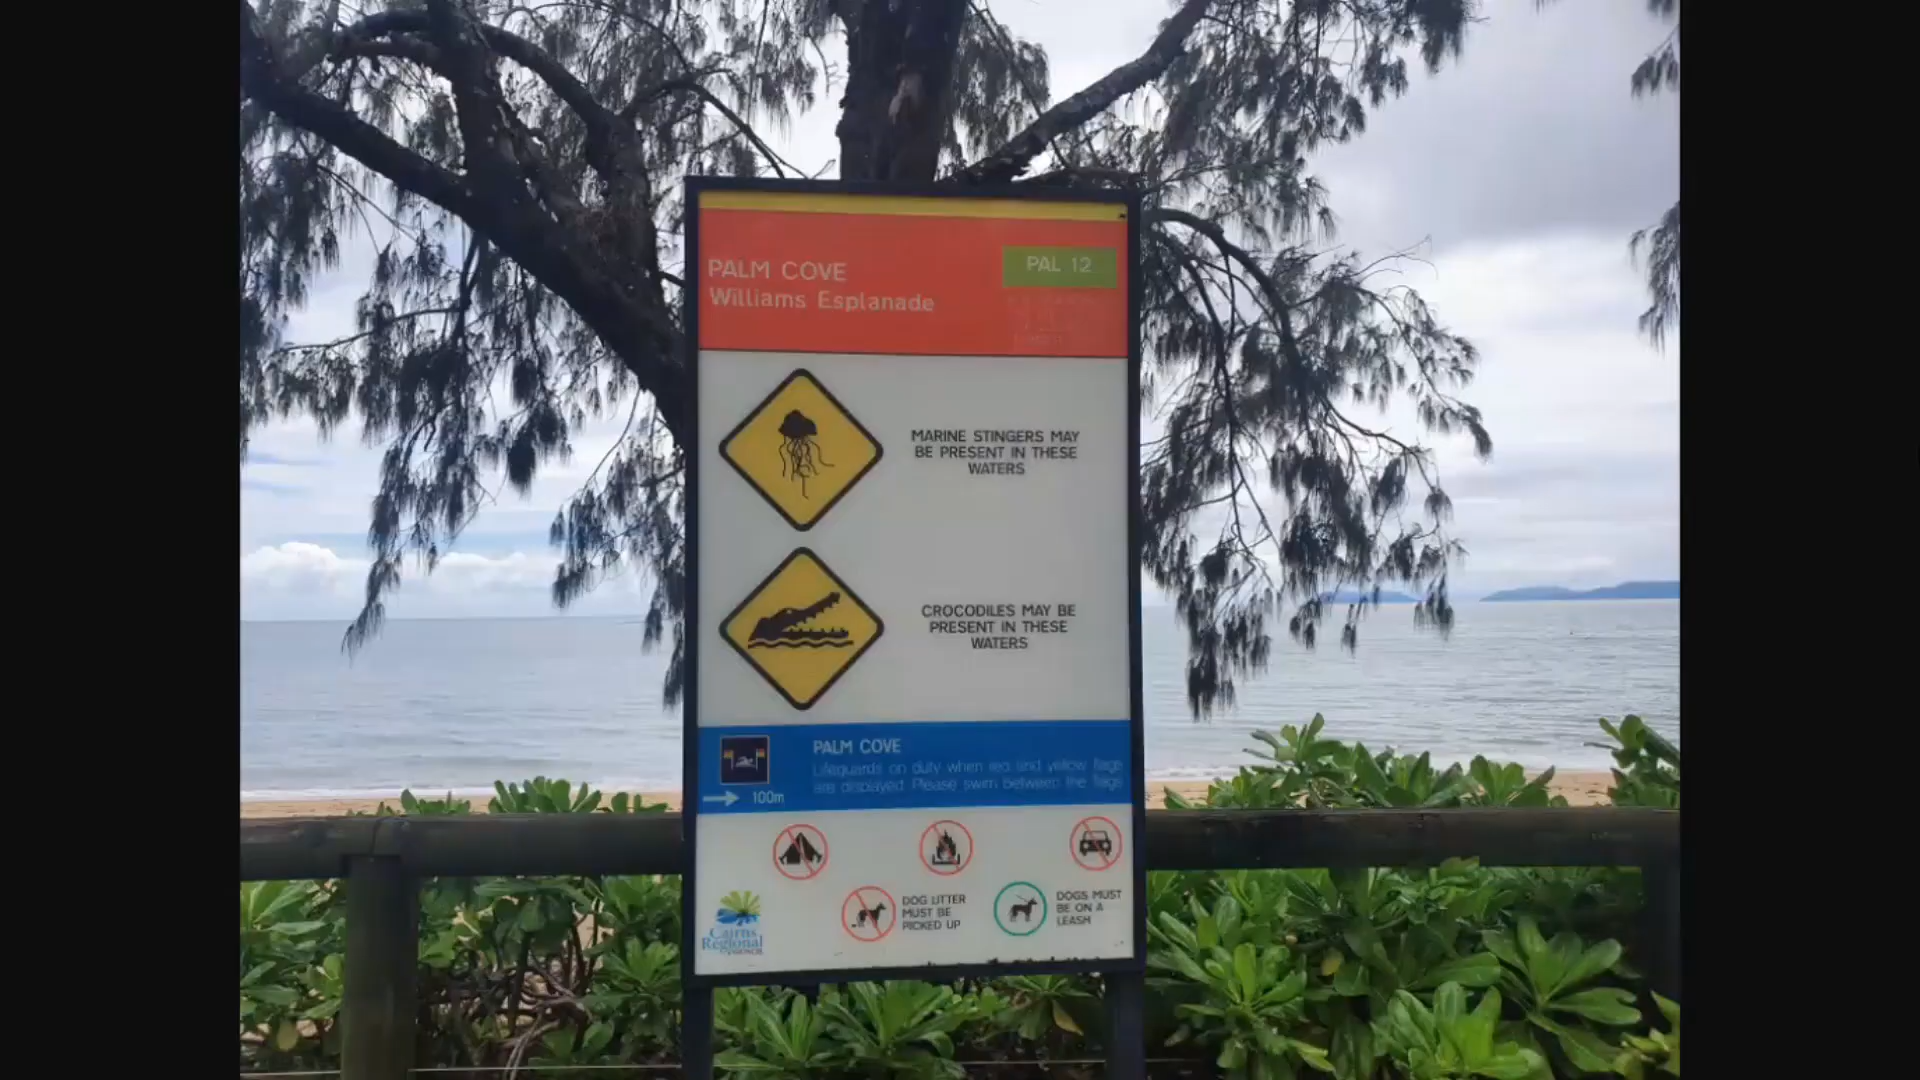 PALM COVE
Williams Esplanade
PAL 12
MARINE STINGERS MAY
BE PRESENT IN THESE
WATERS
CROCODILES MAY BE
PRESENT IN THESE
WATERS
PALM COVE
Lifeguards on duty when red and yellow flags
are displayed. Please swim between the flags
100m
DOG LITTER
MUST BE
PICKED UP
DOGS MUST
BE ON A
LEASH
Cairns
Regional
COUNCIL